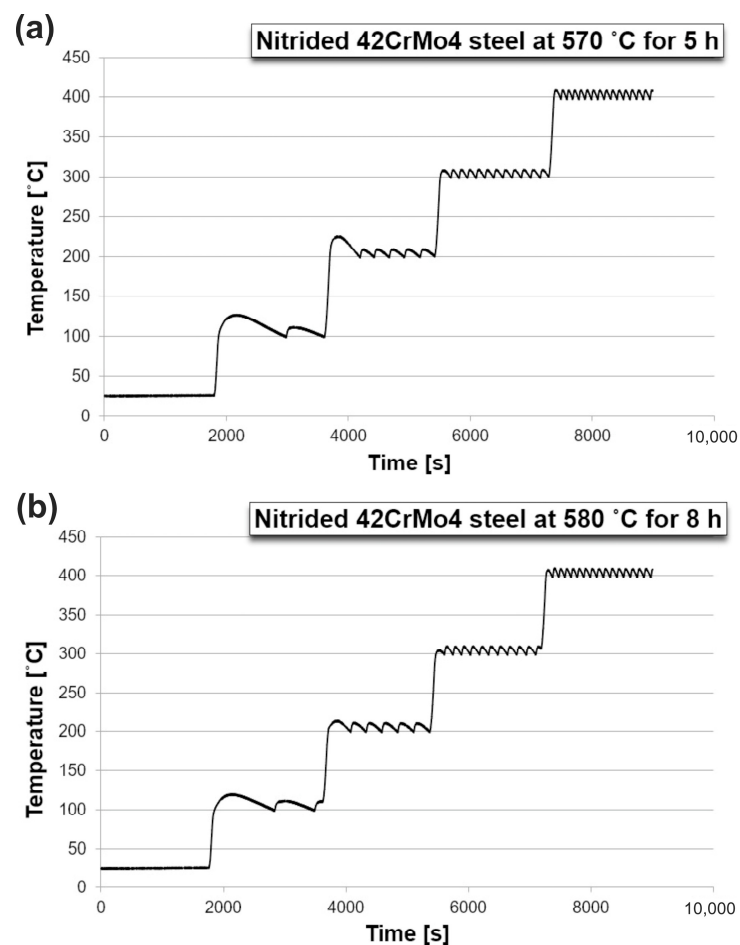 (a)
Nitrided 42CrMo4 steel at 570 ˚C for 5 h
450
400
350
300
250
200
150
100
50
0
Temperature [˚C]
0 2000 4000 6000 8000 10,000
Time [s]
(b)
Nitrided 42CrMo4 steel at 580 ˚C for 8 h
450
400
350
300
250
200
150
100
50
0
Temperature [˚C]
0 2000 4000 6000 8000 10,000
Time [s]